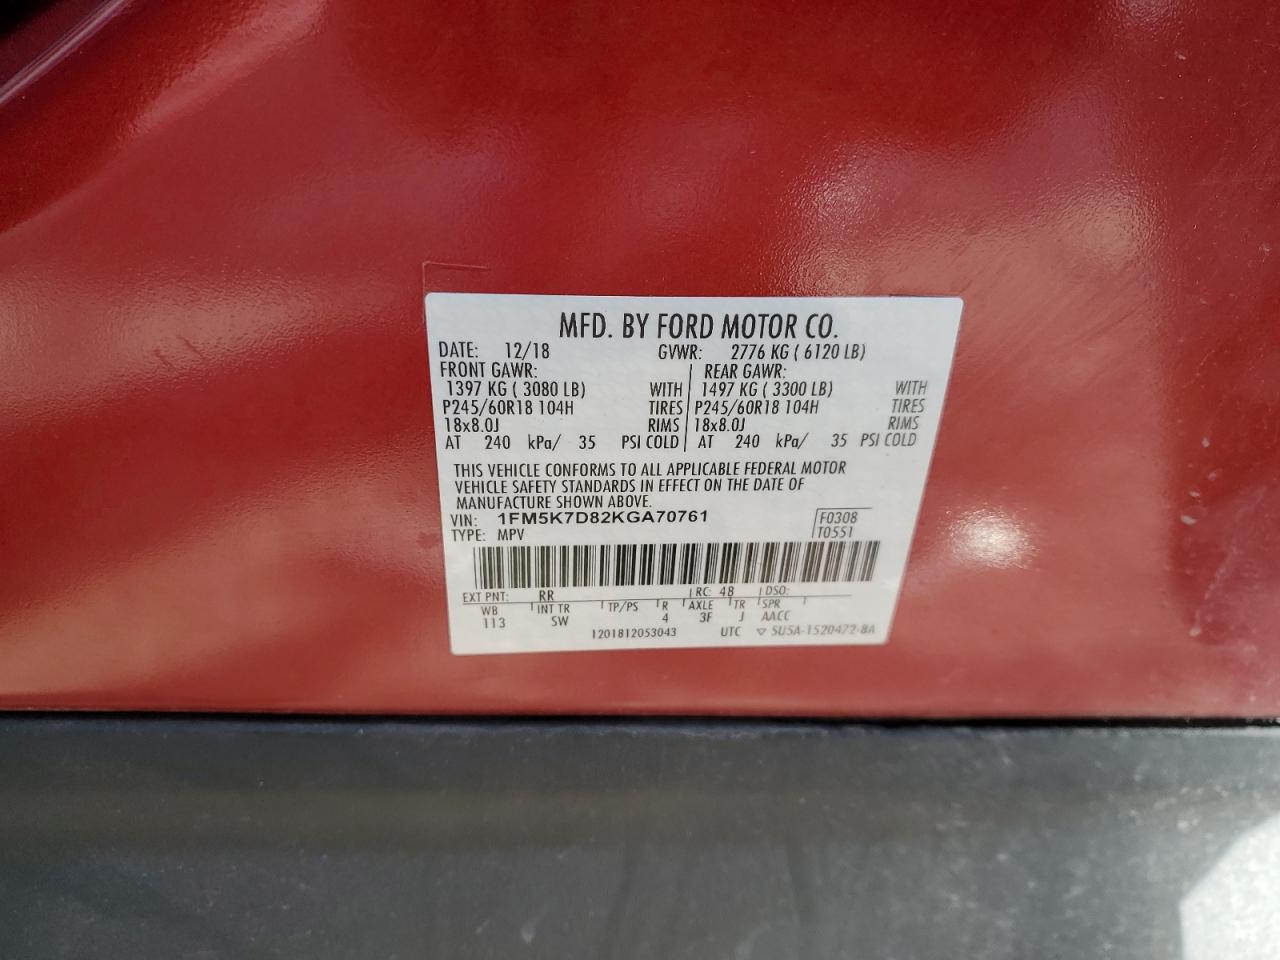 MFD. BY FORD MOTOR CO.
DATE: 12/18 GVWR: 2776 KG ( 6120 LB)
FRONT GAWR: REAR GAWR:
1397 KG ( 3080 LB) WITH 1497 KG ( 3300 LB) WITH
P245/60R18 104H TIRES P245/60R18 104H TIRES
18x8.0J RIMS 18x8.0J RIMS
AT 240 kPa/ 35 PSI COLD AT 240 kPa/ 35 PSI COLD
THIS VEHICLE CONFORMS TO ALL APPLICABLE FEDERAL MOTOR
VEHICLE SAFETY STANDARDS IN EFFECT ON THE DATE OF
MANUFACTURE SHOWN ABOVE.
VIN: 1FM5K7D82KGA70761 F0308
TYPE: MPV T0551
EXT PNT: RR RC: 48 DSO:
WB INT TR TP/PS R AXLE TR SPR
113 SW 4 3F J AACC
1201812053043 UTC ▽ SU5A-1520472-BA